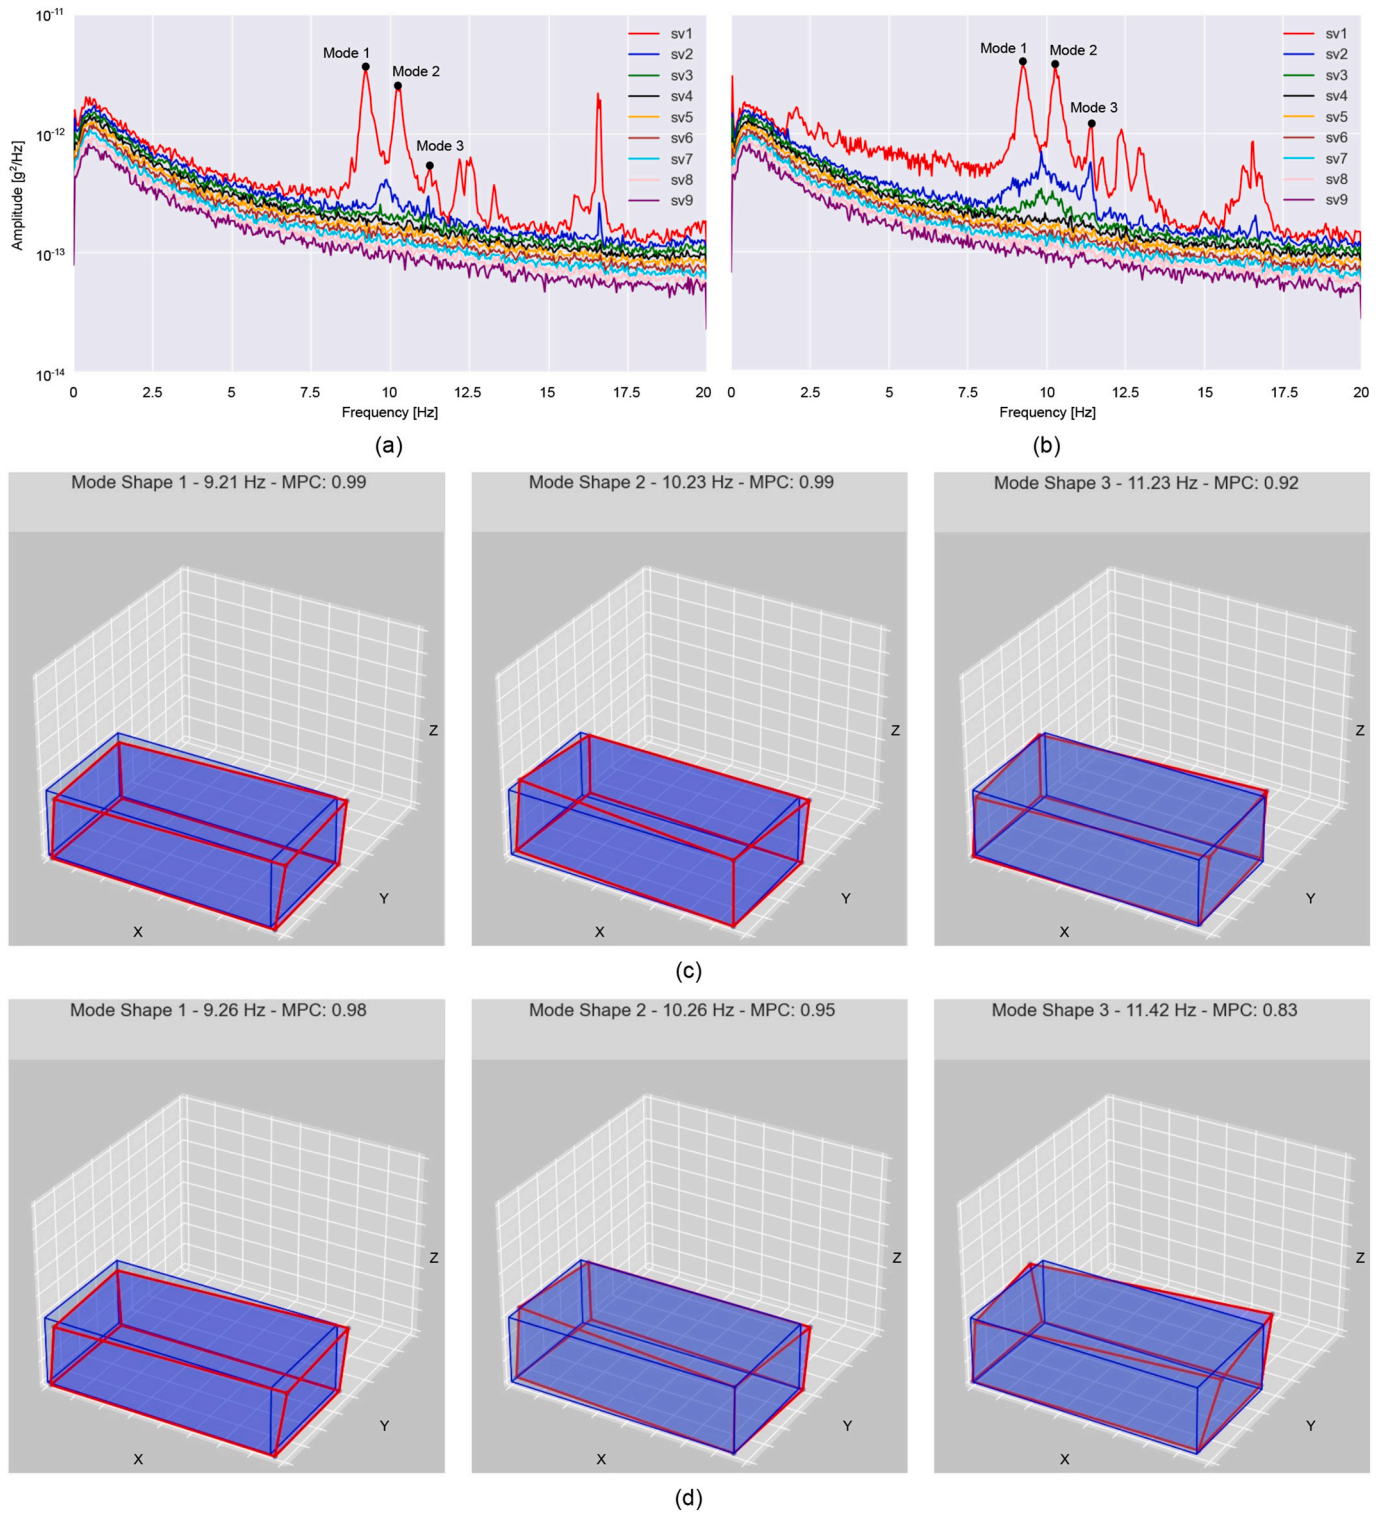 10-11
10-12
10-13
10-14
Amplitude [g²/Hz]
Mode 1
Mode 2
Mode 3
sv1
sv2
sv3
sv4
sv5
sv6
sv7
sv8
sv9
0 2.5 5 7.5 10 12.5 15 17.5 20
Frequency [Hz]
(a)
Mode 1
Mode 2
Mode 3
sv1
sv2
sv3
sv4
sv5
sv6
sv7
sv8
sv9
0 2.5 5 7.5 10 12.5 15 17.5 20
Frequency [Hz]
(b)
Mode Shape 1 - 9.21 Hz - MPC: 0.99
Z
Y
X
Mode Shape 2 - 10.23 Hz - MPC: 0.99
Z
Y
X
Mode Shape 3 - 11.23 Hz - MPC: 0.92
Z
Y
X
(c)
Mode Shape 1 - 9.26 Hz - MPC: 0.98
Z
Y
X
Mode Shape 2 - 10.26 Hz - MPC: 0.95
Z
Y
X
Mode Shape 3 - 11.42 Hz - MPC: 0.83
Z
Y
X
(d)